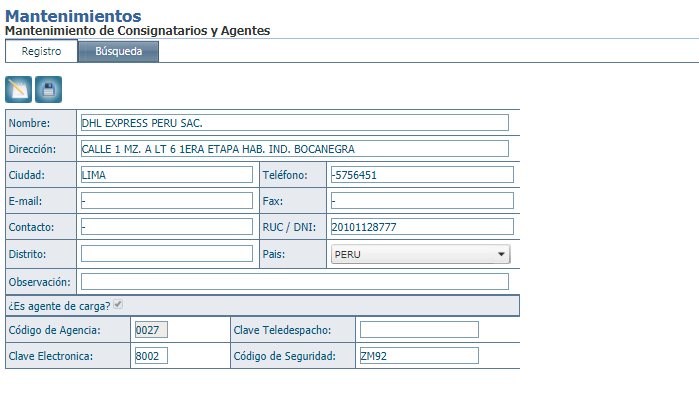 Mantenimientos
Mantenimiento de Consignatarios y Agentes
Registro Búsqueda
Nombre: DHL EXPRESS PERU SAC.
Dirección: CALLE 1 MZ. A LT 6 1ERA ETAPA HAB. IND. BOCANEGRA
Ciudad: LIMA Teléfono: -5756451
E-mail: - Fax: -
Contacto: - RUC / DNI: 20101128777
Distrito: Pais: PERU
Observación:
¿Es agente de carga?
Código de Agencia: 0027 Clave Teledespacho:
Clave Electronica: 8002 Código de Seguridad: ZM92